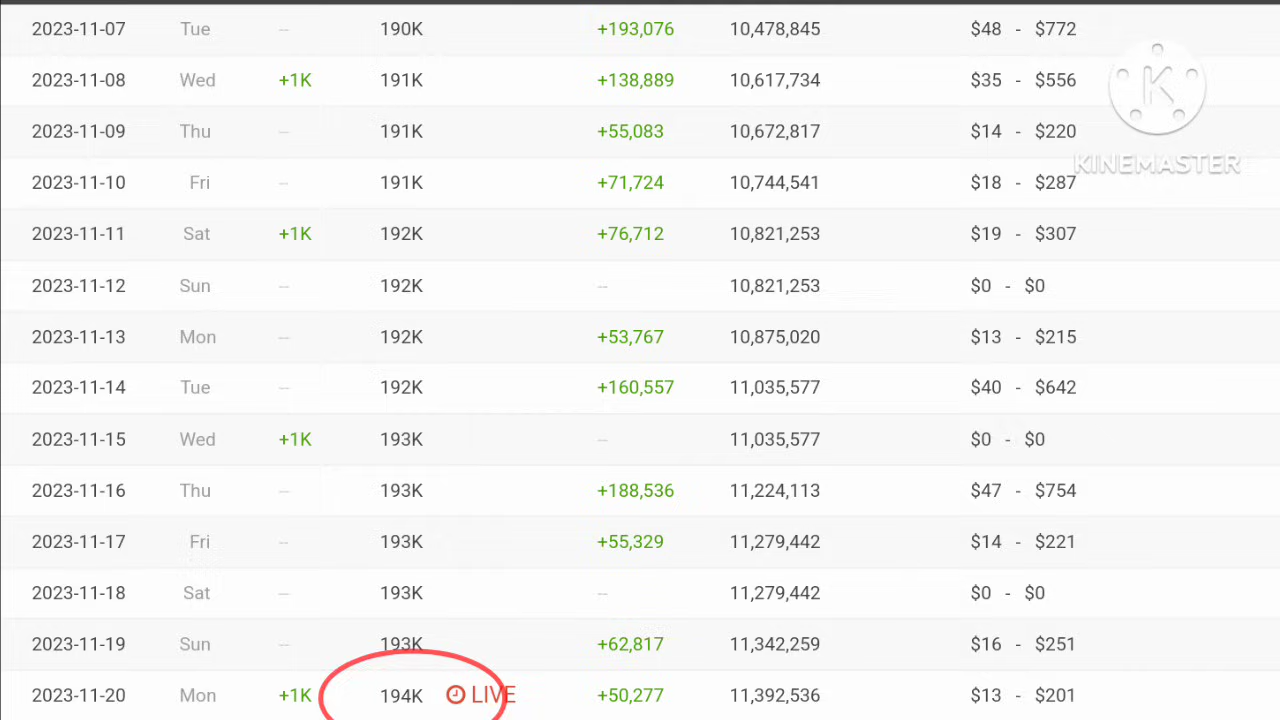 2023-11-07 Tue -- 190K +193,076 10,478,845 $48 - $772
2023-11-08 Wed +1K 191K +138,889 10,617,734 $35 - $556
2023-11-09 Thu -- 191K +55,083 10,672,817 $14 - $220
KINEMASTER
2023-11-10 Fri -- 191K +71,724 10,744,541 $18 - $287
2023-11-11 Sat +1K 192K +76,712 10,821,253 $19 - $307
2023-11-12 Sun -- 192K -- 10,821,253 $0 - $0
2023-11-13 Mon -- 192K +53,767 10,875,020 $13 - $215
2023-11-14 Tue -- 192K +160,557 11,035,577 $40 - $642
2023-11-15 Wed +1K 193K -- 11,035,577 $0 - $0
2023-11-16 Thu -- 193K +188,536 11,224,113 $47 - $754
2023-11-17 Fri -- 193K +55,329 11,279,442 $14 - $221
2023-11-18 Sat -- 193K -- 11,279,442 $0 - $0
2023-11-19 Sun -- 193K +62,817 11,342,259 $16 - $251
2023-11-20 Mon +1K 194K LIVE +50,277 11,392,536 $13 - $201